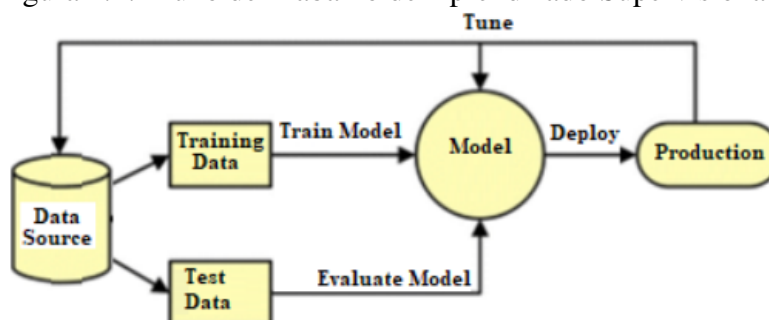 Tune
Training
Data
Train Model
Model
Deploy
Production
Data
Source
Test
Data
Evaluate Model